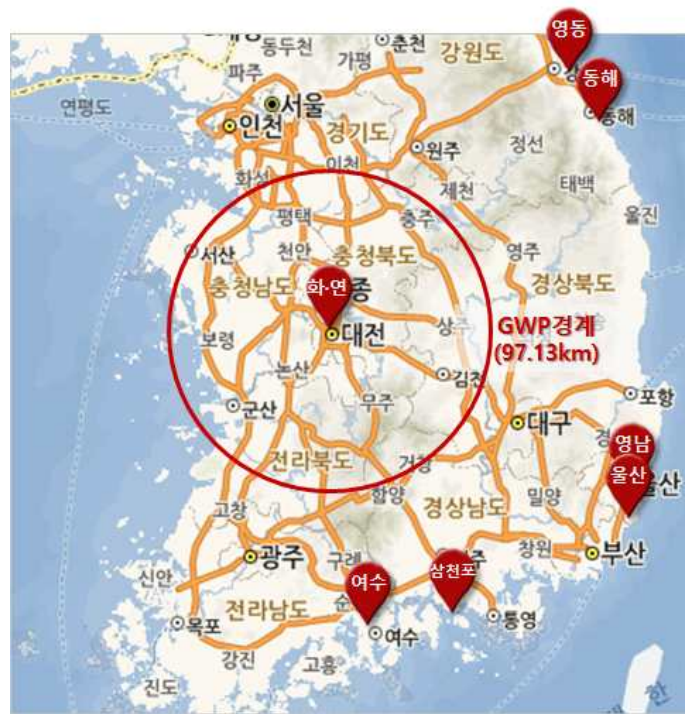 영동
동해
동두천
가평
춘천
강원도
파주
연평도
서울
인천
경기도
동해
이천
원주
정선
화성
제천
태백
평택
충주
울진
서산
천안
충청북도
영주
충청남도
화·연
종
경상북도
대전
상주
GWP경계
(97.13km)
보령
논산
김천
무주
군산
포항
대구
전라북도
거창
영남
울산
울산
함양
경상남도
밀양
고창
창원
부산
광주
구례
신안
여수
삼천포
전라남도
통영
목포
여수
강진
고흥
진도
한